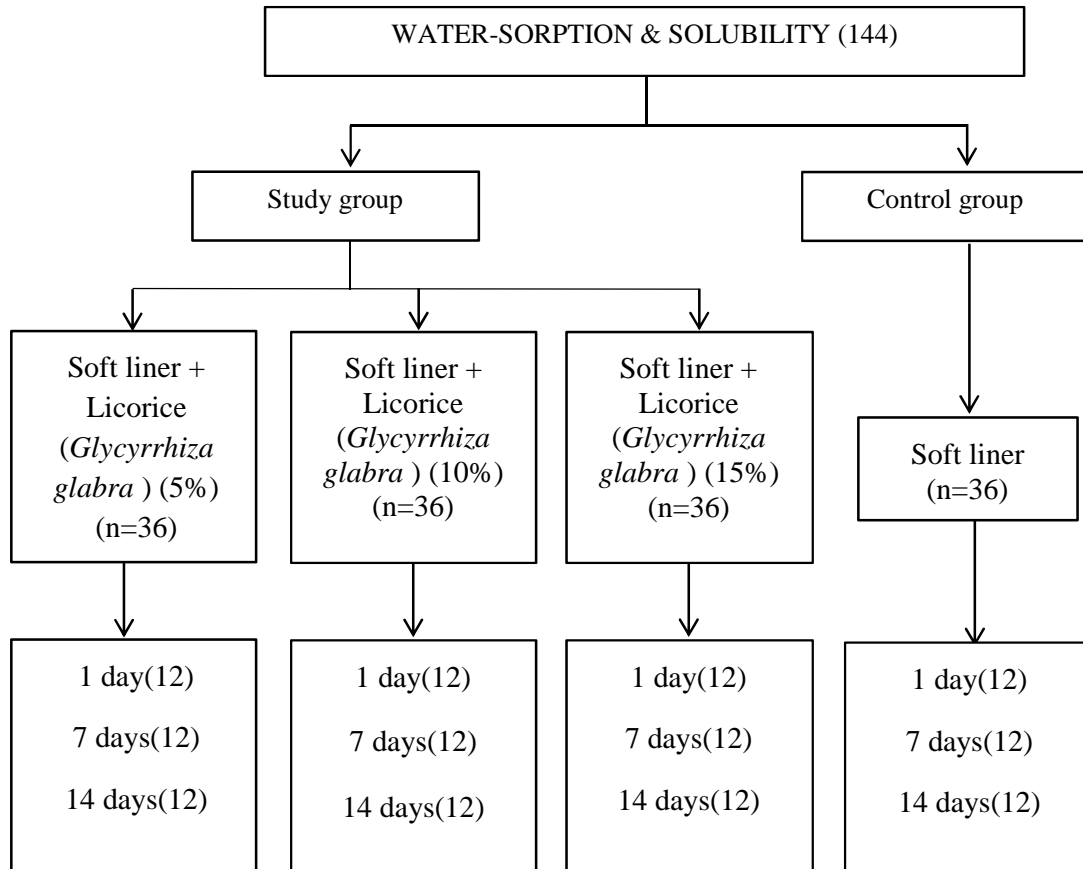 WATER-SORPTION & SOLUBILITY (144)
Study group
Control group
Soft liner +
Licorice
(Glycyrrhiza
glabra ) (5%)
(n=36)
Soft liner +
Licorice
(Glycyrrhiza
glabra ) (10%)
(n=36)
Soft liner +
Licorice
(Glycyrrhiza
glabra ) (15%)
(n=36)
Soft liner
(n=36)
1 day(12)
7 days(12)
14 days(12)
1 day(12)
7 days(12)
14 days(12)
1 day(12)
7 days(12)
14 days(12)
1 day(12)
7 days(12)
14 days(12)